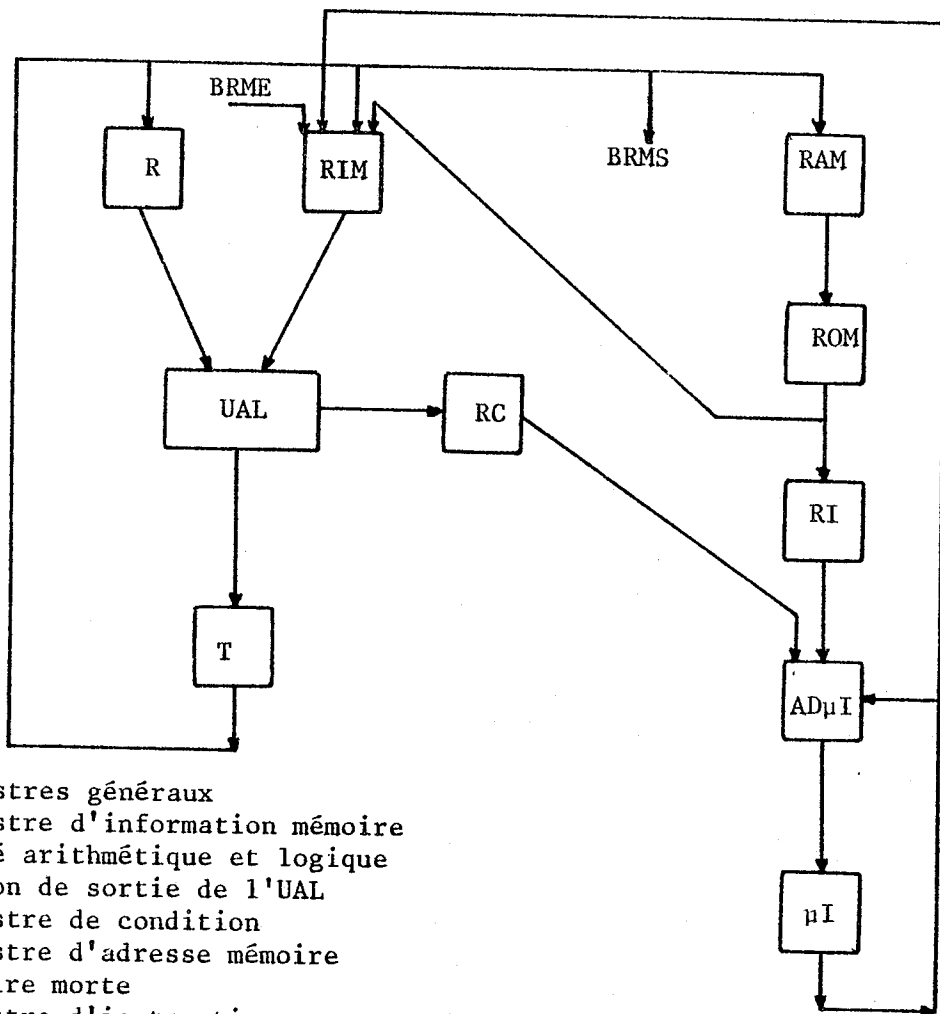 BRME
R
RIM
BRMS
RAM
ROM
UAL
RC
RI
T
ADµI
µI
stres généraux
stre d'information mémoire
é arithmétique et logique
on de sortie de l'UAL
stre de condition
stre d'adresse mémoire
ire morte